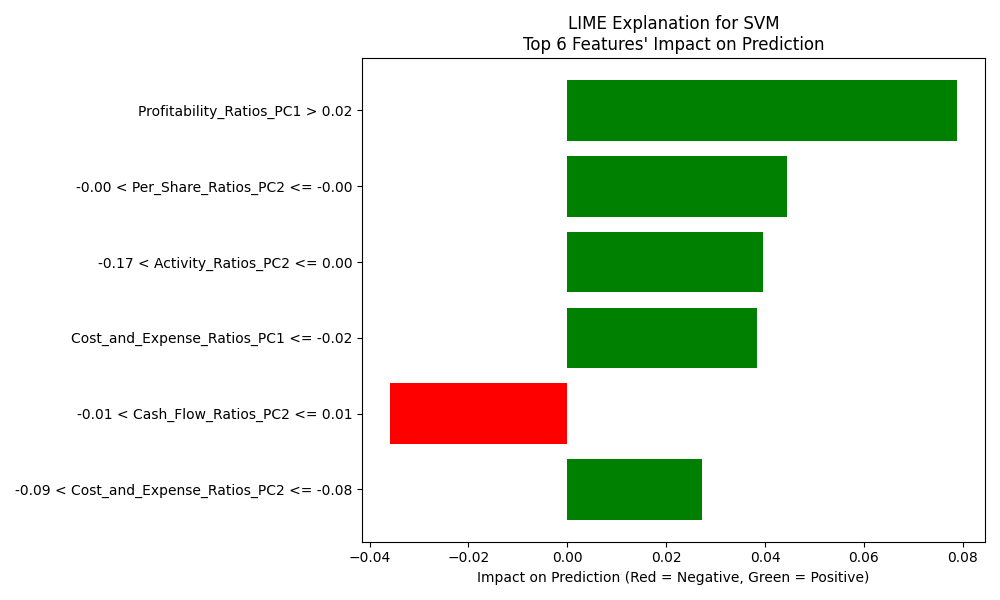 LIME Explanation for SVM
Top 6 Features' Impact on Prediction
Profitability_Ratios_PC1 > 0.02
-0.00 < Per_Share_Ratios_PC2 <= -0.00
-0.17 < Activity_Ratios_PC2 <= 0.00
Cost_and_Expense_Ratios_PC1 <= -0.02
-0.01 < Cash_Flow_Ratios_PC2 <= 0.01
-0.09 < Cost_and_Expense_Ratios_PC2 <= -0.08
−0.04 −0.02 0.00 0.02 0.04 0.06 0.08
Impact on Prediction (Red = Negative, Green = Positive)